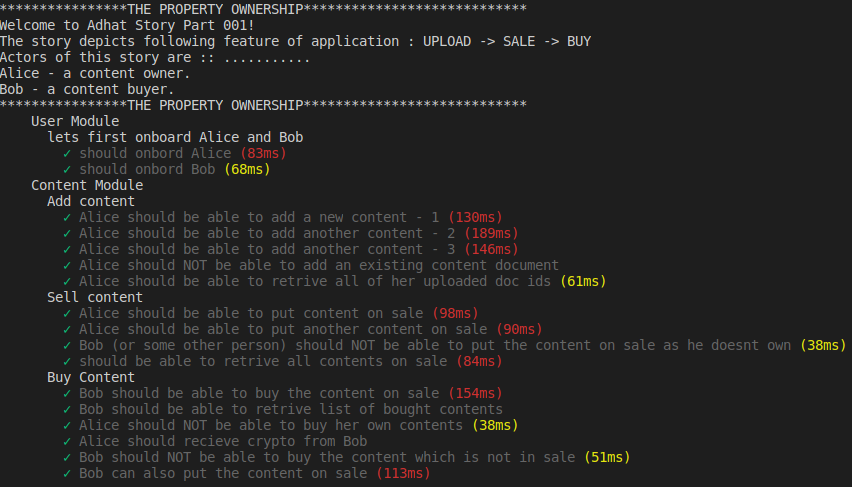 ****************THE PROPERTY OWNERSHIP****************************
Welcome to Adhat Story Part 001!
The story depicts following feature of application : UPLOAD -> SALE -> BUY
Actors of this story are :: ...........
Alice - a content owner.
Bob - a content buyer.
****************THE PROPERTY OWNERSHIP****************************
User Module
lets first onboard Alice and Bob
✓ should onbord Alice (83ms)
✓ should onbord Bob (68ms)
Content Module
Add content
✓ Alice should be able to add a new content - 1 (130ms)
✓ Alice should be able to add another content - 2 (189ms)
✓ Alice should be able to add another content - 3 (146ms)
✓ Alice should NOT be able to add an existing content document
✓ Alice should be able to retrive all of her uploaded doc ids (61ms)
Sell content
✓ Alice should be able to put content on sale (98ms)
✓ Alice should be able to put another content on sale (90ms)
✓ Bob (or some other person) should NOT be able to put the content on sale as he doesnt own (38ms)
✓ should be able to retrive all contents on sale (84ms)
Buy Content
✓ Bob should be able to buy the content on sale (154ms)
✓ Bob should be able to retrive list of bought contents
✓ Alice should NOT be able to buy her own contents (38ms)
✓ Alice should recieve crypto from Bob
✓ Bob should NOT be able to buy the content which is not in sale (51ms)
✓ Bob can also put the content on sale (113ms)